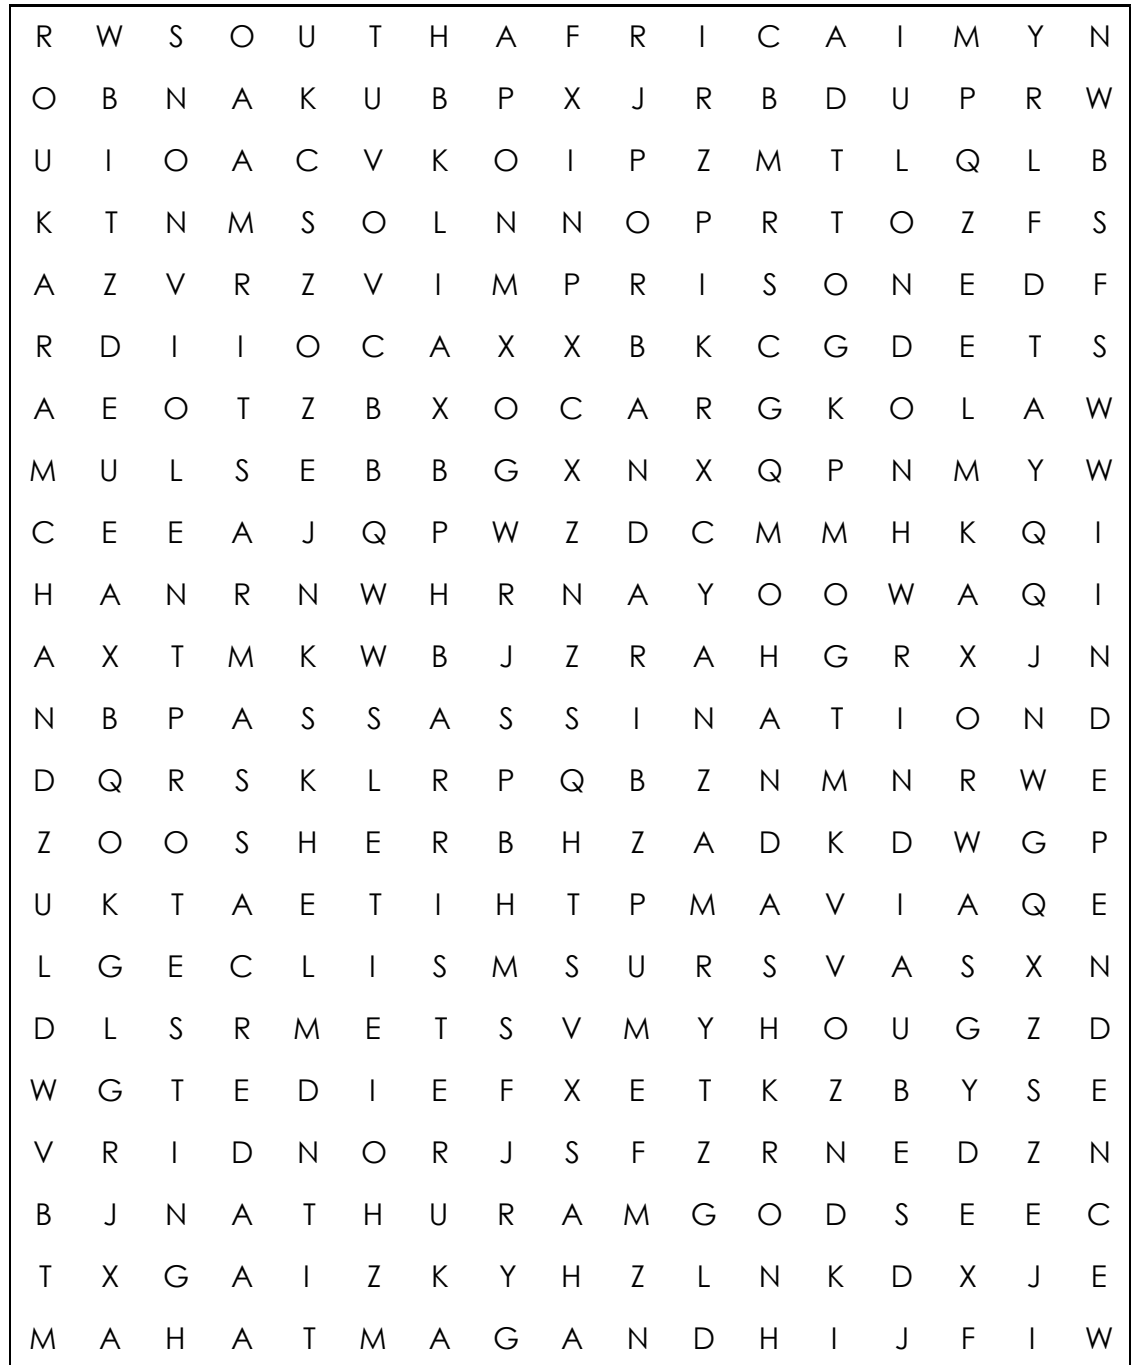 R W S O U T H A F R I C A I M Y N
O B N A K U B P X J R B D U P R W
U I O A C V K O I P Z M T L Q L B
K T N M S O L N N O P R T O Z F S
A Z V R Z V I M P R I S O N E D F
R D I I O C A X X B K C G D E T S
A E O T Z B X O C A R G K O L A W
M U L S E B B G X N X Q P N M Y W
C E E A J Q P W Z D C M M H K Q I
H A N R N W H R N A Y O O W A Q I
A X T M K W B J Z R A H G R X J N
N B P A S S A S S I N A T I O N D
D Q R S K L R P Q B Z N M N R W E
Z O O S H E R B H Z A D K D W G P
U K T A E T I H T P M A V I A Q E
L G E C L I S M S U R S V A S X N
D L S R M E T S V M Y H O U G Z D
W G T E D I E F X E T K Z B Y S E
V R I D N O R J S F Z R N E D Z N
B J N A T H U R A M G O D S E E C
T X G A I Z K Y H Z L N K D X J E
M A H A T M A G A N D H I J F I W